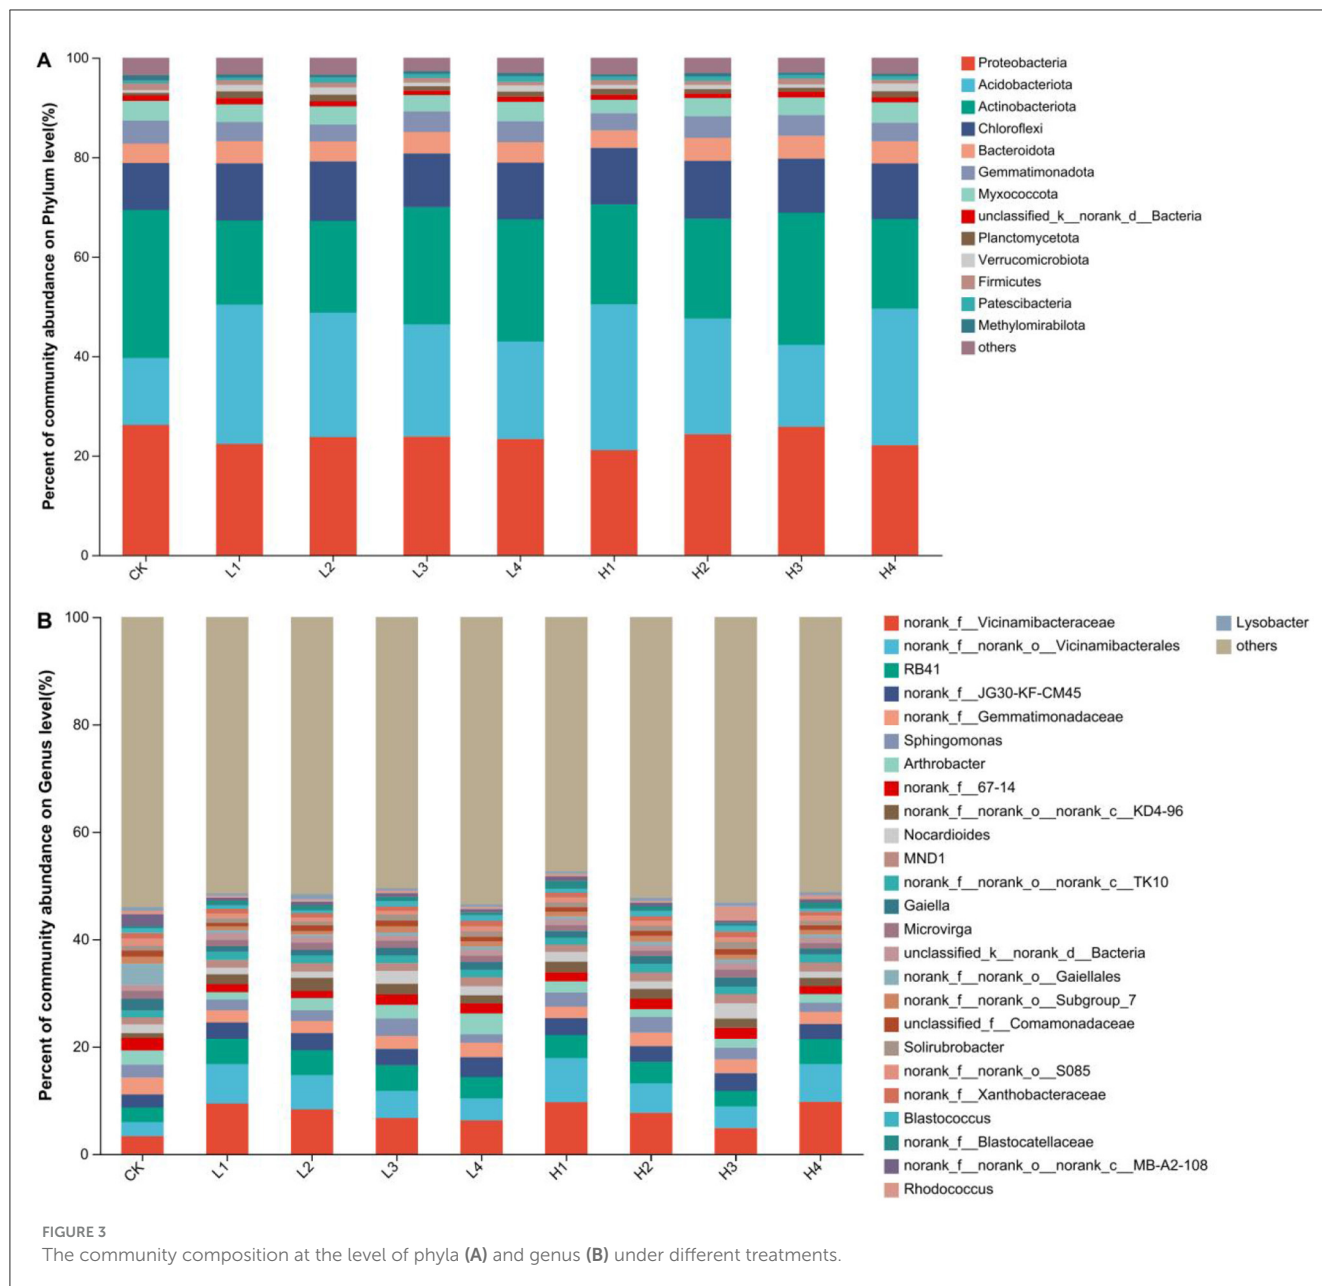 A
Percent of community abundance on Phylum level(%)
100
80
60
40
20
0
CK
L1
L2
L3
L4
H1
H2
H3
H4
Proteobacteria
Acidobacteriota
Actinobacteriota
Chloroflexi
Bacteroidota
Gemmatimonadota
Myxococcota
unclassified_k__norank_d__Bacteria
Planctomycetota
Verrucomicrobiota
Firmicutes
Patescibacteria
Methylomirabilota
others
B
Percent of community abundance on Genus level(%)
100
80
60
40
20
0
CK
L1
L2
L3
L4
H1
H2
H3
H4
norank_f__Vicinamibacteraceae
norank_f__norank_o__Vicinamibacterales
RB41
norank_f__JG30-KF-CM45
norank_f__Gemmatimonadaceae
Sphingomonas
Arthrobacter
norank_f__67-14
norank_f__norank_o__norank_c__KD4-96
Nocardioides
MND1
norank_f__norank_o__norank_c__TK10
Gaiella
Microvirga
unclassified_k__norank_d__Bacteria
norank_f__norank_o__Gaiellales
norank_f__norank_o__Subgroup_7
unclassified_f__Comamonadaceae
Solirubrobacter
norank_f__norank_o__S085
norank_f__Xanthobacteraceae
Blastococcus
norank_f__Blastocatellaceae
norank_f__norank_o__norank_c__MB-A2-108
Rhodococcus
Lysobacter
others
FIGURE 3
The community composition at the level of phyla (A) and genus (B) under different treatments.